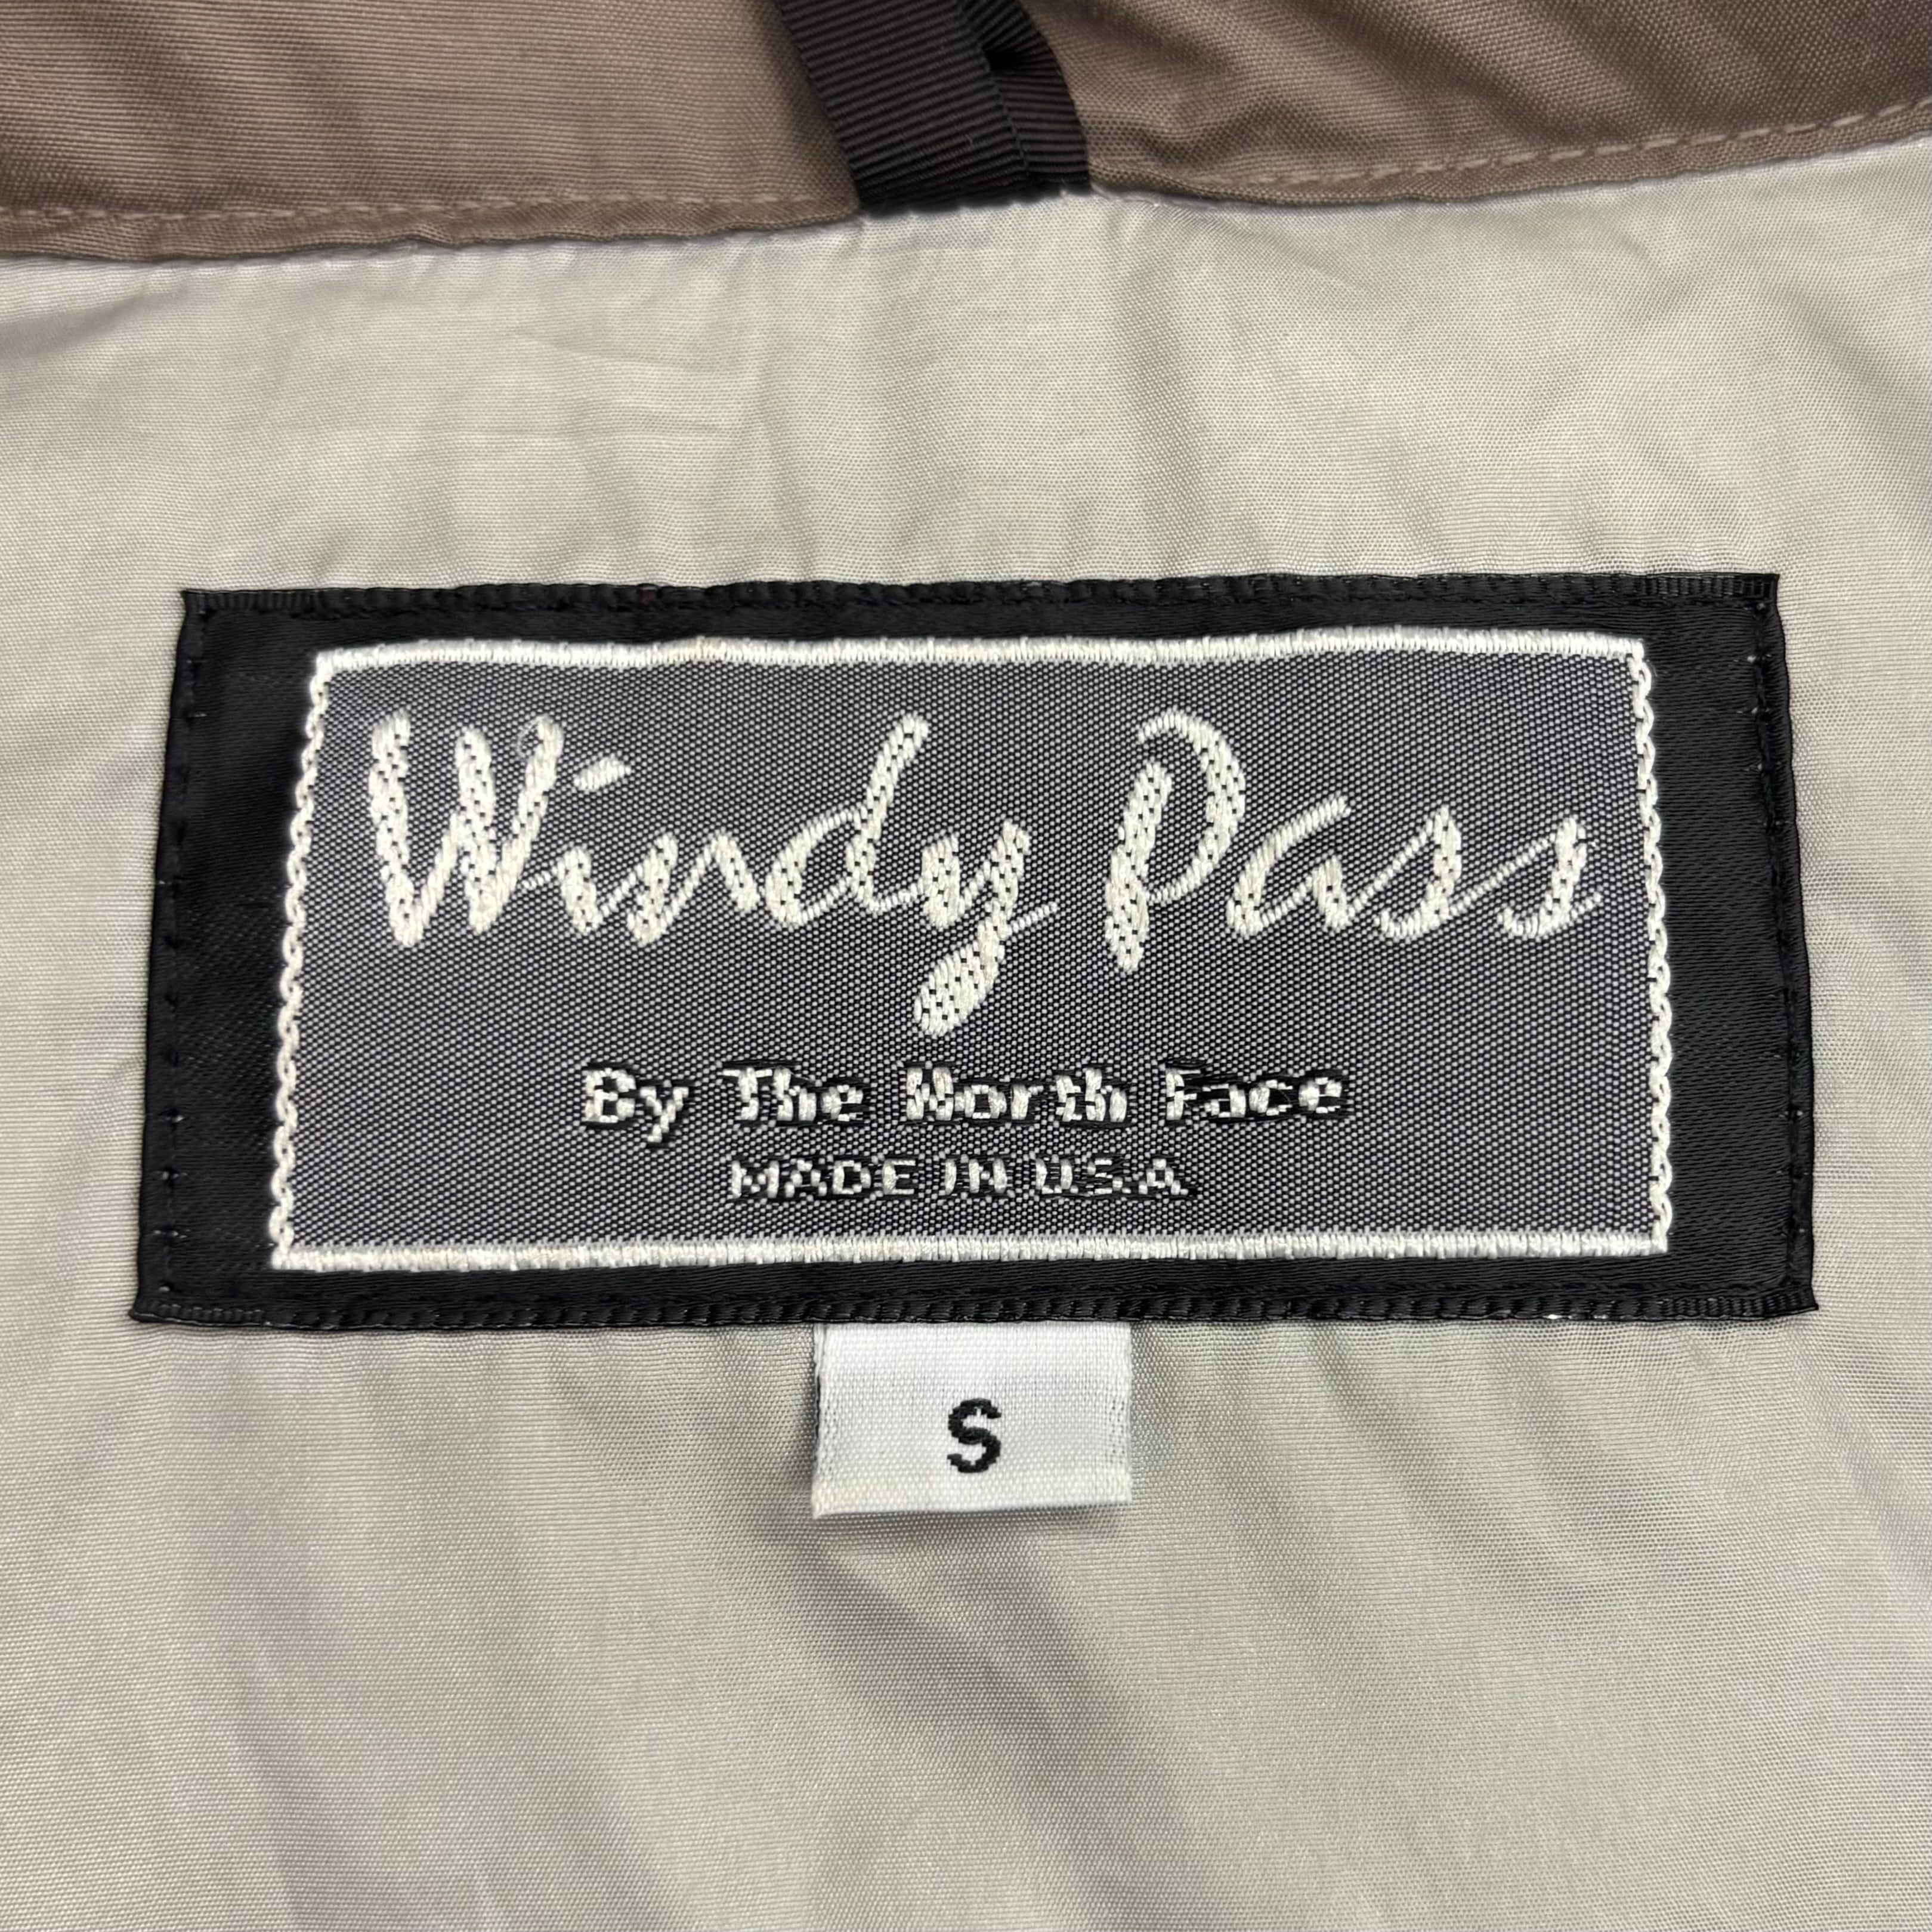 Windy Pass
By The North Face
MADE IN U.S.A.
S